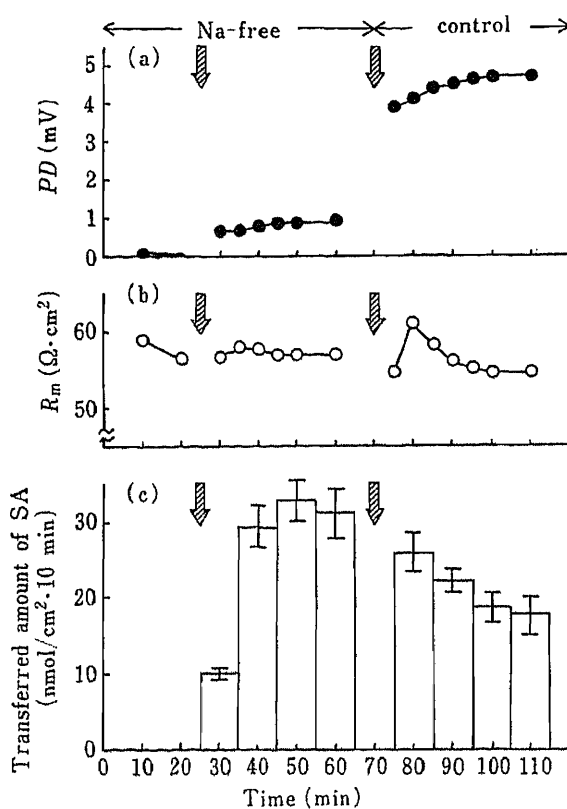 Na-free control
(a)
5
4
3
2
1
0
PD (mV)
(b)
60
50
Rm (Ω·cm²)
(c)
30
20
10
0
Transferred amount of SA
(nmol/cm²·10 min)
0 10 20 30 40 50 60 70 80 90 100 110
Time (min)